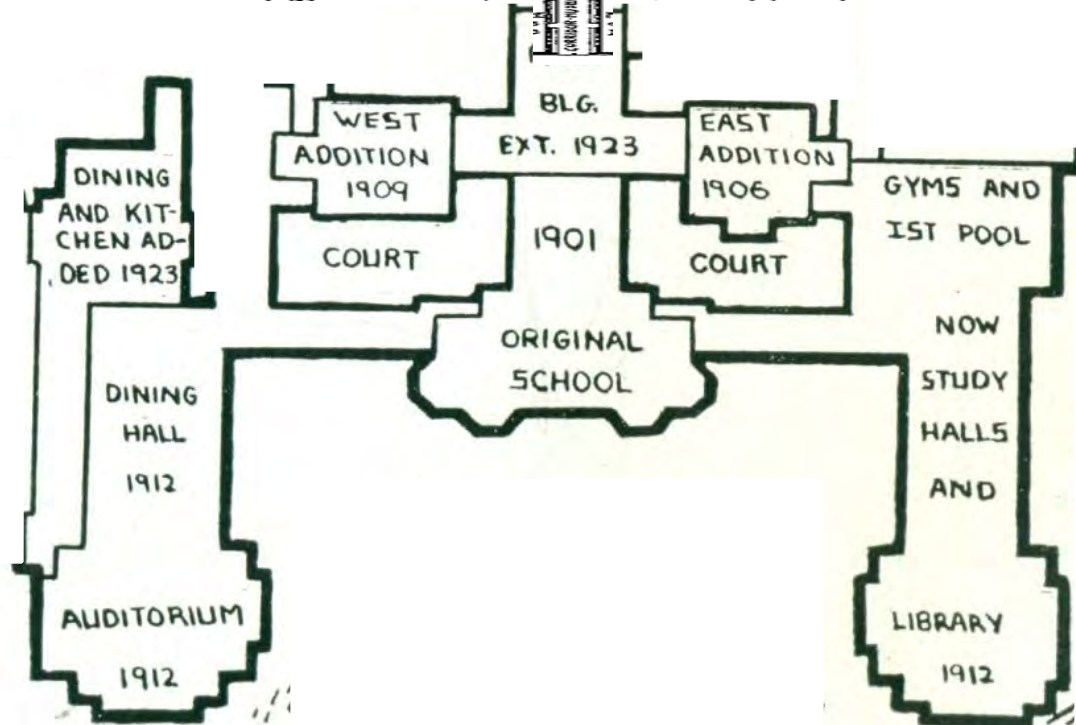 BLG.
EXT. 1923
WEST
ADDITION
1909
EAST
ADDITION
1906
DINING
AND KIT-
CHEN AD-
DED 1923
GYMS AND
1ST POOL
1901
COURT
COURT
ORIGINAL
SCHOOL
NOW
STUDY
HALLS
AND
DINING
HALL
1912
AUDITORIUM
1912
LIBRARY
1912